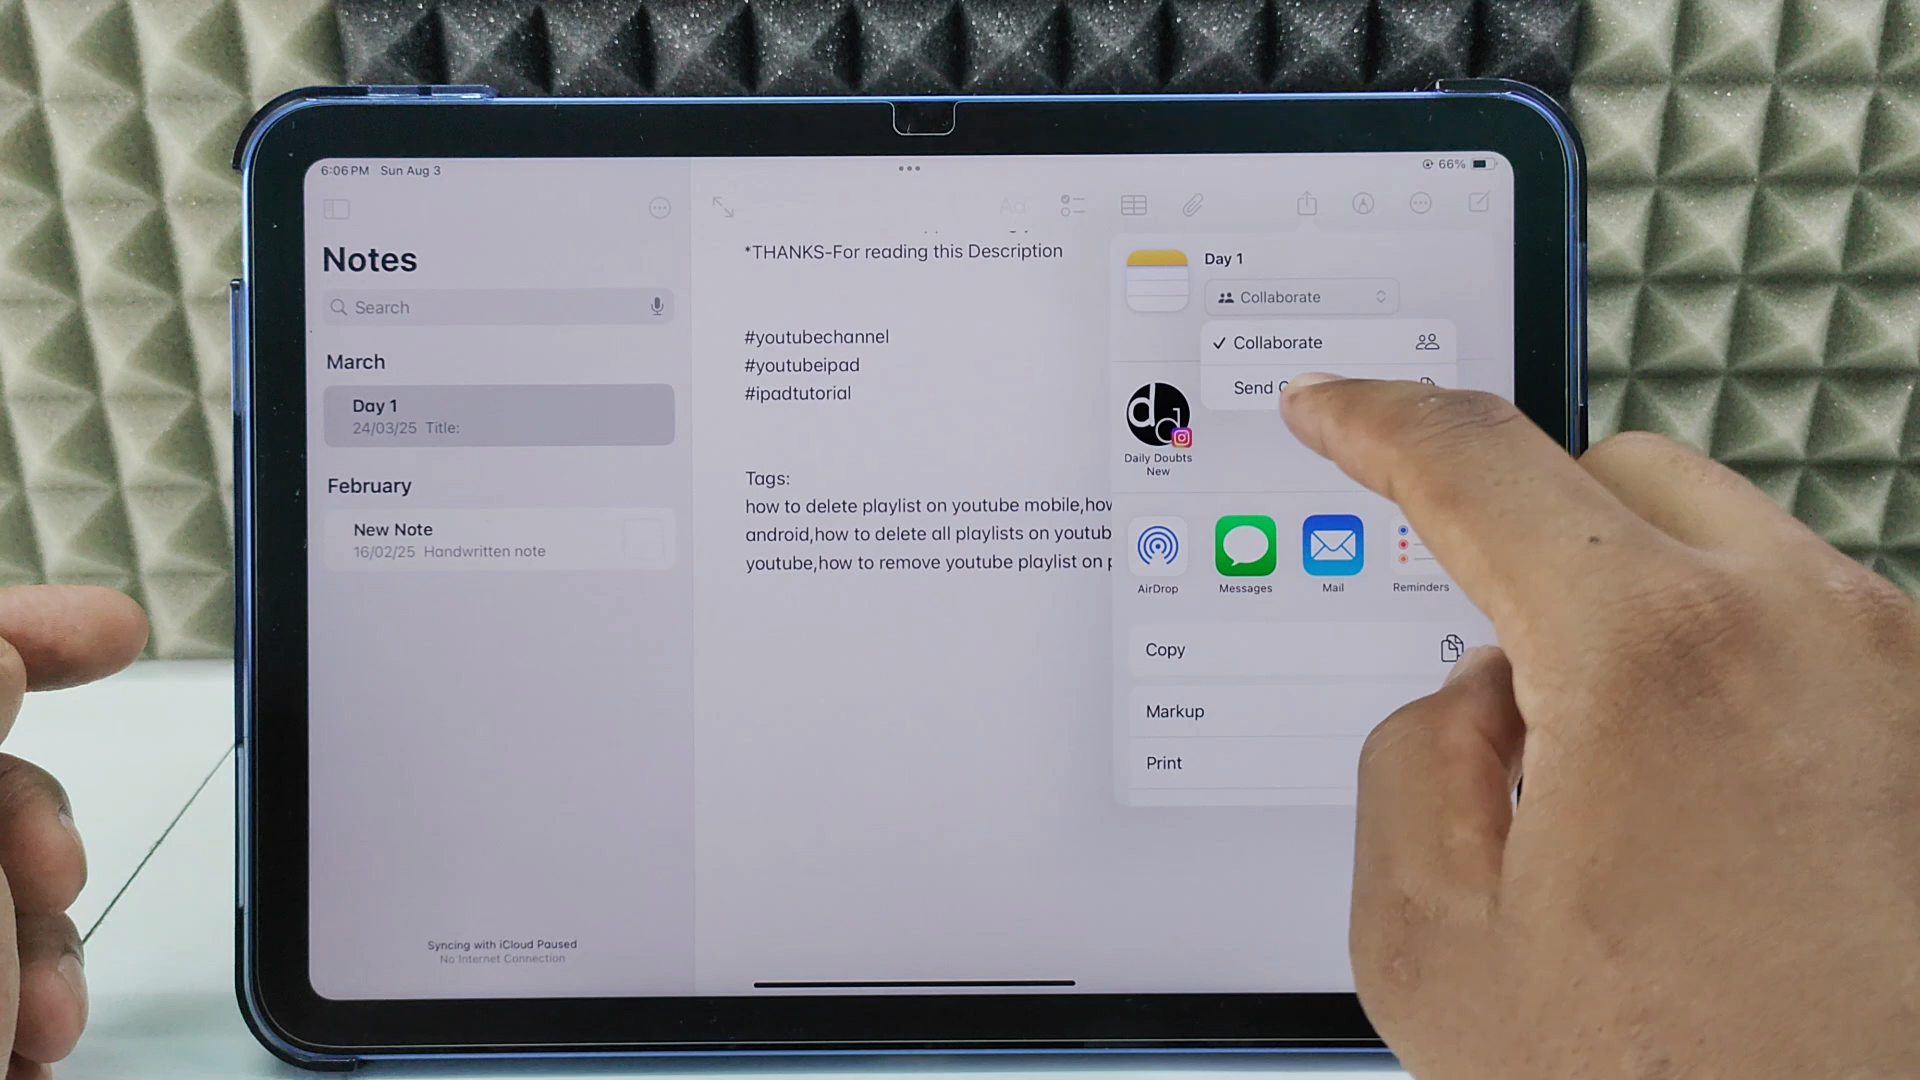 6:06 PM Sun Aug 3
66%
Notes
Search
March
Day 1
24/03/25 Title:
February
New Note
16/02/25 Handwritten note
Syncing with iCloud Paused
No Internet Connection
*THANKS-For reading this Description
#youtubechannel
#youtubeipad
#ipadtutorial
Tags:
how to delete playlist on youtube mobile,how
android,how to delete all playlists on youtub
youtube,how to remove youtube playlist on p
Day 1
Collaborate
Collaborate
Send
Daily Doubts
New
AirDrop
Messages
Mail
Reminders
Copy
Markup
Print